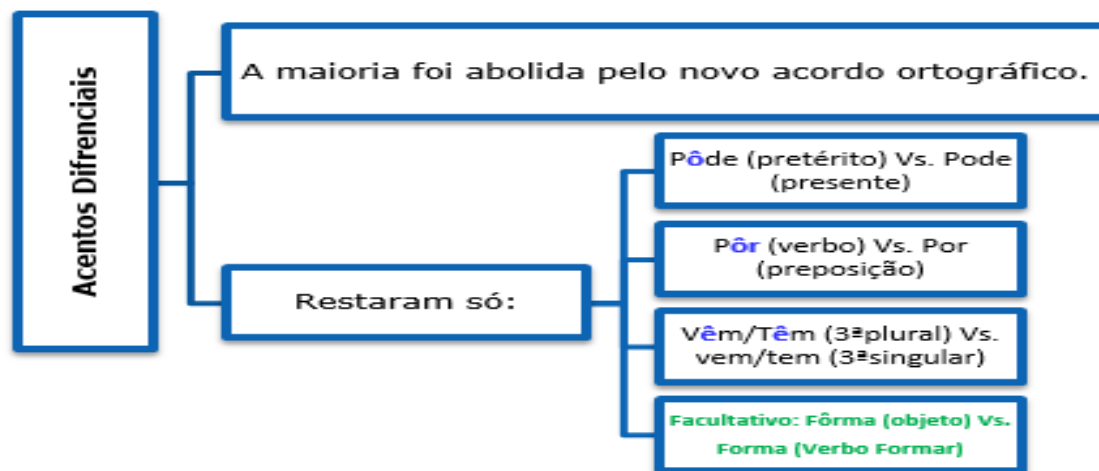 Acentos Difrenciais
A maioria foi abolida pelo novo acordo ortográfico.
Restaram só:
Pôde (pretérito) Vs. Pode
(presente)
Pôr (verbo) Vs. Por
(preposição)
Vêm/Têm (3ªplural) Vs.
vem/tem (3ªsingular)
Facultativo: Fôrma (objeto) Vs.
Forma (Verbo Formar)